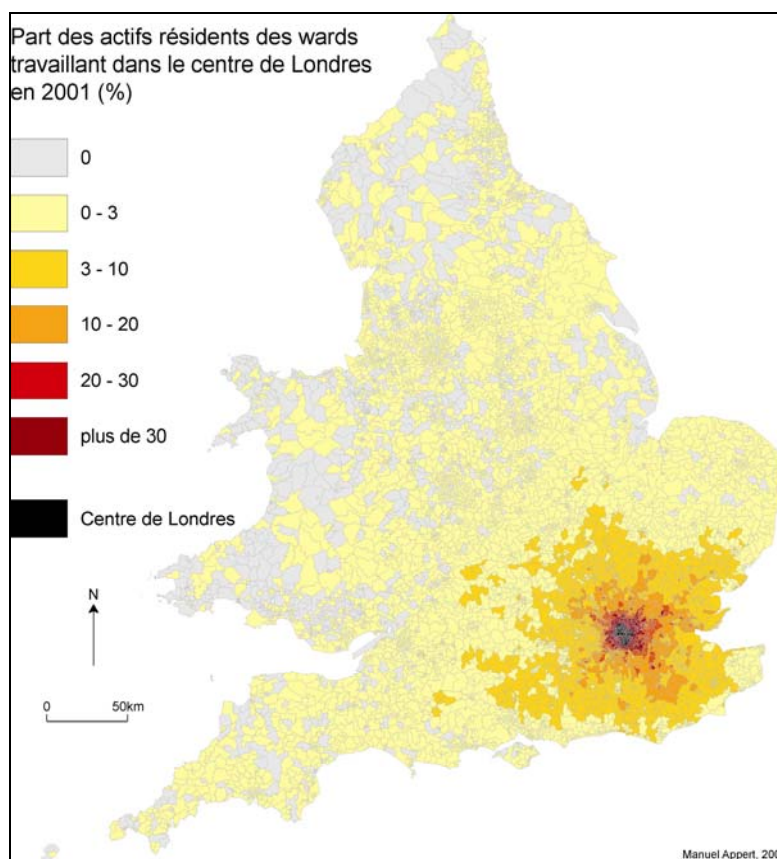 Part des actifs résidents des wards
travaillant dans le centre de Londres
en 2001 (%)
0
0 - 3
3 - 10
10 - 20
20 - 30
plus de 30
Centre de Londres
N
0 50km
Manuel Appert, 200